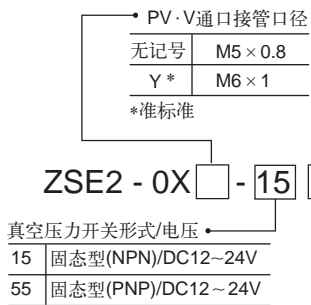 PV·V通口接管口径
无记号 M5×0.8
Y * M6×1
*准标准
ZSE2 - 0X□ - 15
真空压力开关形式/电压
15 固态型(NPN)/DC12~24V
55 固态型(PNP)/DC12~24V